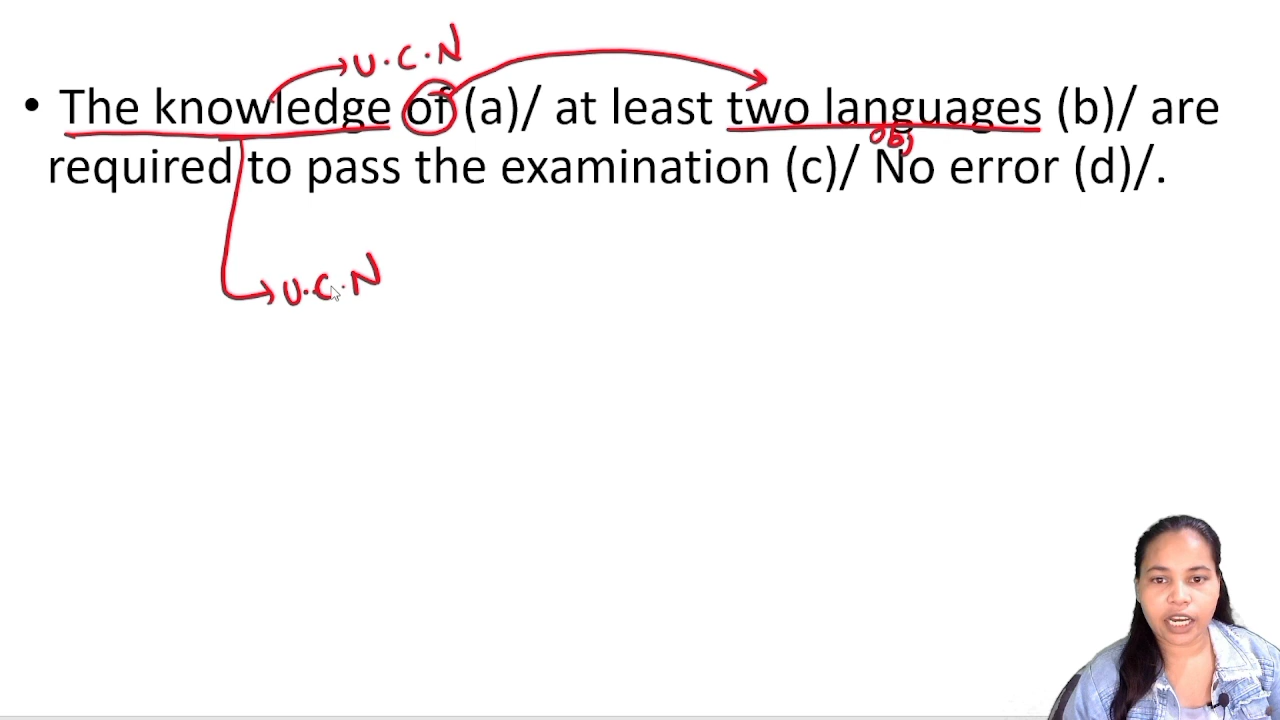 U.C.N
• The knowledge of (a)/ at least two languages (b)/ are
obj
required to pass the examination (c)/ No error (d)/.
U.C.N